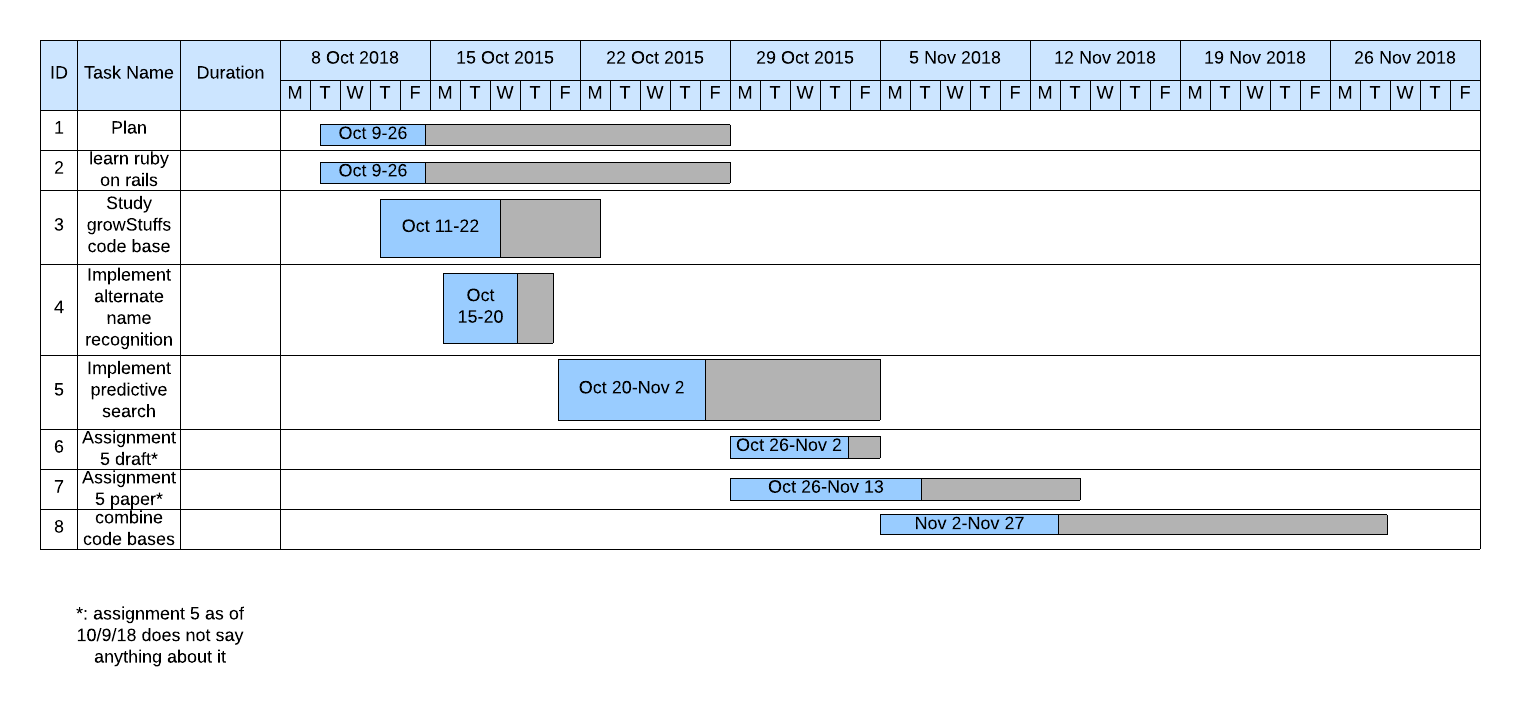 ID Task Name Duration 8 Oct 2018 15 Oct 2015 22 Oct 2015 29 Oct 2015 5 Nov 2018 12 Nov 2018 19 Nov 2018 26 Nov 2018
M T W T F M T W T F M T W T F M T W T F M T W T F M T W T F M T W T F M T W T F
1 Plan Oct 9-26
2 learn ruby
on rails
Oct 9-26
3 Study
growStuffs
code base
Oct 11-22
4 Implement
alternate
name
recognition
Oct
15-20
5 Implement
predictive
search
Oct 20-Nov 2
6 Assignment
5 draft*
Oct 26-Nov 2
7 Assignment
5 paper*
Oct 26-Nov 13
8 combine
code bases
Nov 2-Nov 27
*: assignment 5 as of
10/9/18 does not say
anything about it